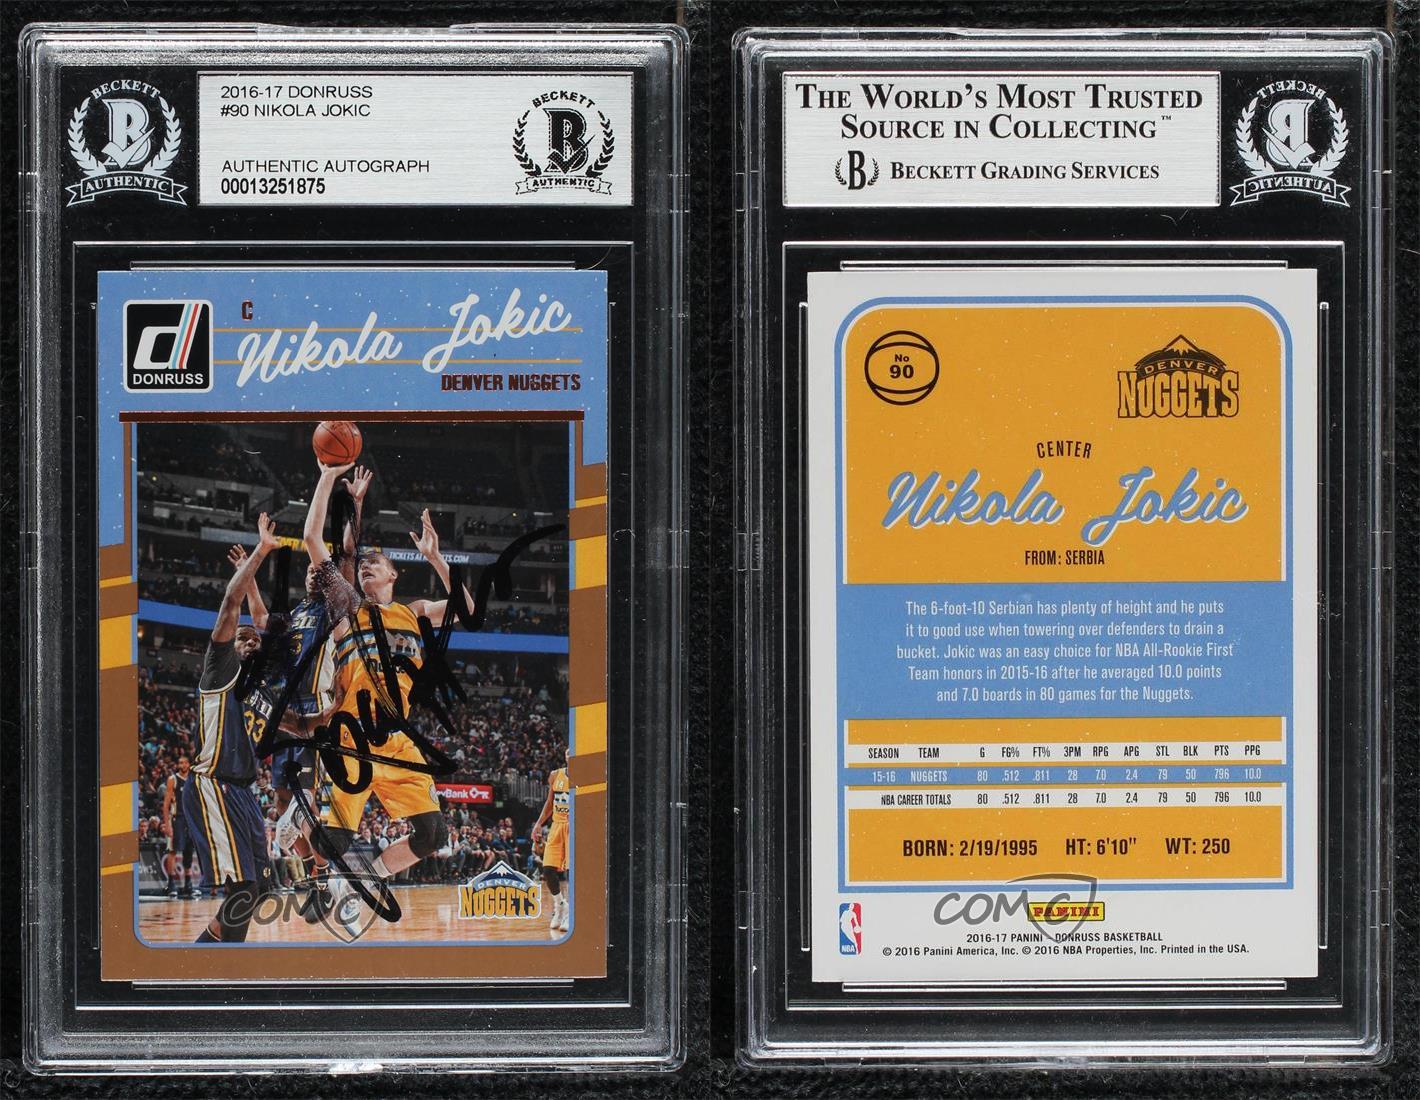 BECKETT
B
AUTHENTIC
2016-17 DONRUSS
#90 NIKOLA JOKIC
AUTHENTIC AUTOGRAPH
00013251875
BECKETT
B
AUTHENTIC
d
DONRUSS
C
Nikola Jokic
DENVER NUGGETS
TICKETS AT NUGGETS.COM
33
KeyBank
DENVER
NUGGETS
COMC
THE WORLD'S MOST TRUSTED
SOURCE IN COLLECTING™
B BECKETT GRADING SERVICES
BECKETT
B
AUTHENTIC
No
90
DENVER
NUGGETS
CENTER
Nikola Jokic
FROM: SERBIA
The 6-foot-10 Serbian has plenty of height and he puts
it to good use when towering over defenders to drain a
bucket. Jokic was an easy choice for NBA All-Rookie First
Team honors in 2015-16 after he averaged 10.0 points
and 7.0 boards in 80 games for the Nuggets.
SEASON TEAM G FG% FT% 3PM RPG APG STL BLK PTS PPG
15-16 NUGGETS 80 .512 .811 28 7.0 2.4 79 50 796 10.0
NBA CAREER TOTALS 80 .512 .811 28 7.0 2.4 79 50 796 10.0
BORN: 2/19/1995 HT: 6'10" WT: 250
COMC
PANINI
NBA
2016-17 PANINI - DONRUSS BASKETBALL
© 2016 Panini America, Inc. © 2016 NBA Properties, Inc. Printed in the USA.